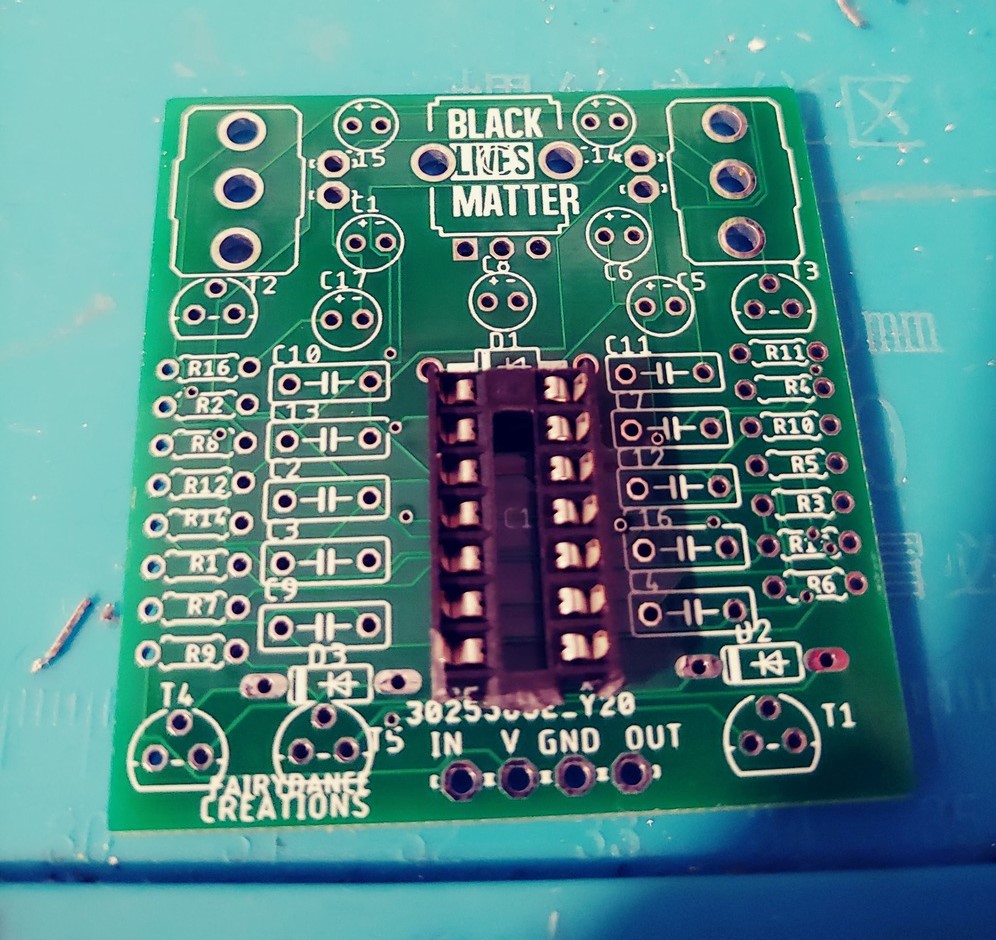 BLACK
LIVES
MATTER
C1
T2
C17
C8
C6
C5
T3
D1
R16
C10
C11
R11
R2
R4
R6
R10
R12
R5
R14
R3
R1
R6
R7
C9
R9
D3
D2
T4
T5
T1
IN V GND OUT
FAIRYDANCE
CREATIONS